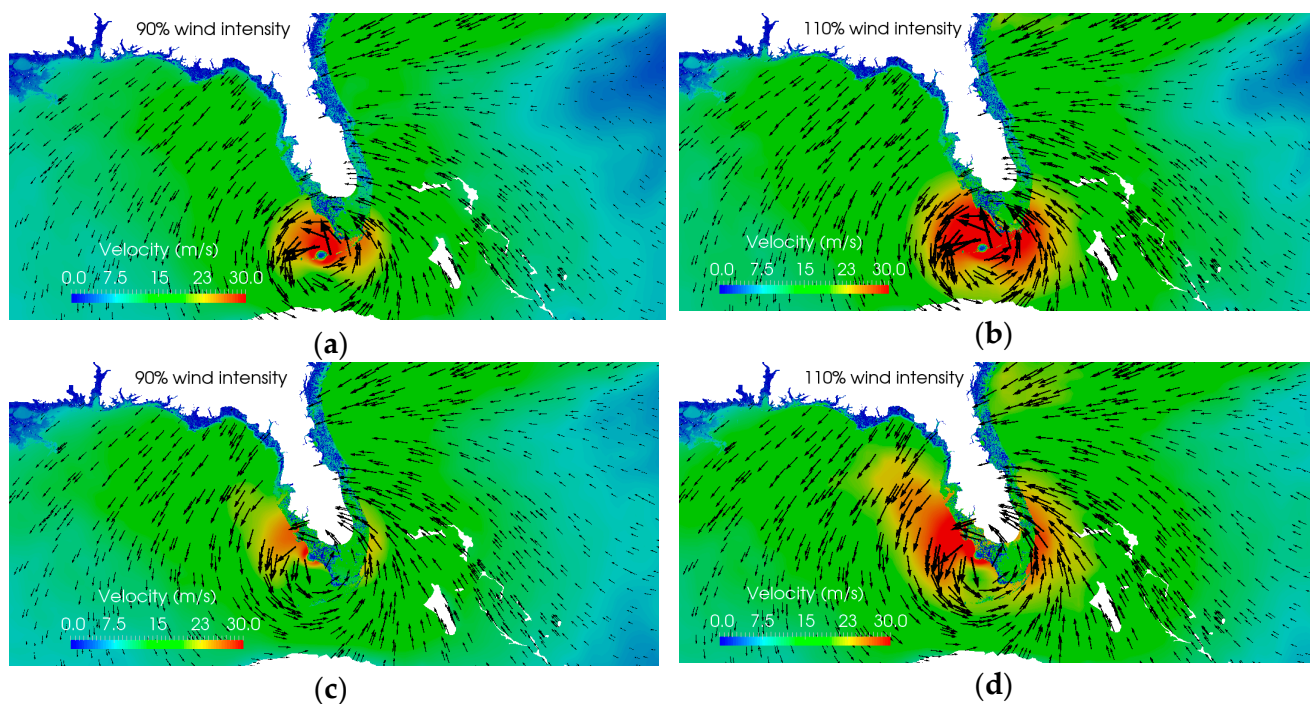 90% wind intensity
Velocity (m/s)
0.0 7.5 15 23 30.0
(a)
110% wind intensity
Velocity (m/s)
0.0 7.5 15 23 30.0
(b)
90% wind intensity
Velocity (m/s)
0.0 7.5 15 23 30.0
(c)
110% wind intensity
Velocity (m/s)
0.0 7.5 15 23 30.0
(d)